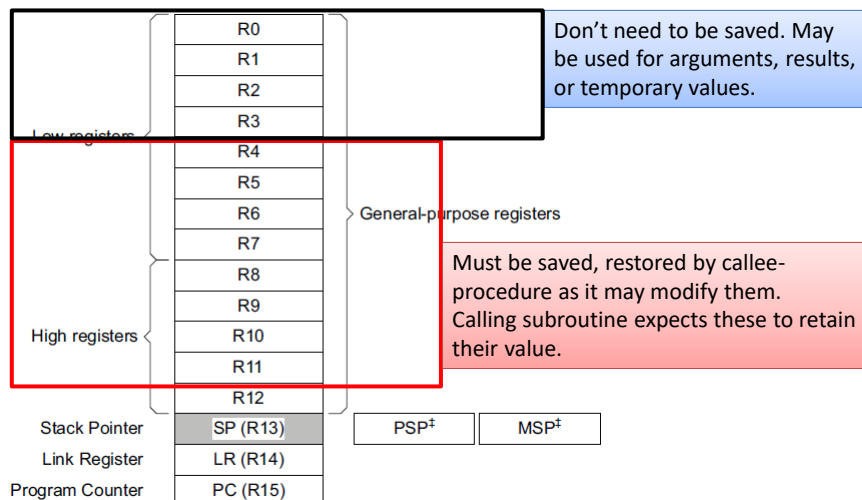 R0
R1
R2
R3
R4
R5
R6
R7
R8
R9
R10
R11
R12
SP (R13)
LR (R14)
PC (R15)
Low registers
High registers
Stack Pointer
Link Register
Program Counter
General-purpose registers
PSP‡
MSP‡
Don’t need to be saved. May
be used for arguments, results,
or temporary values.
Must be saved, restored by callee-
procedure as it may modify them.
Calling subroutine expects these to retain
their value.